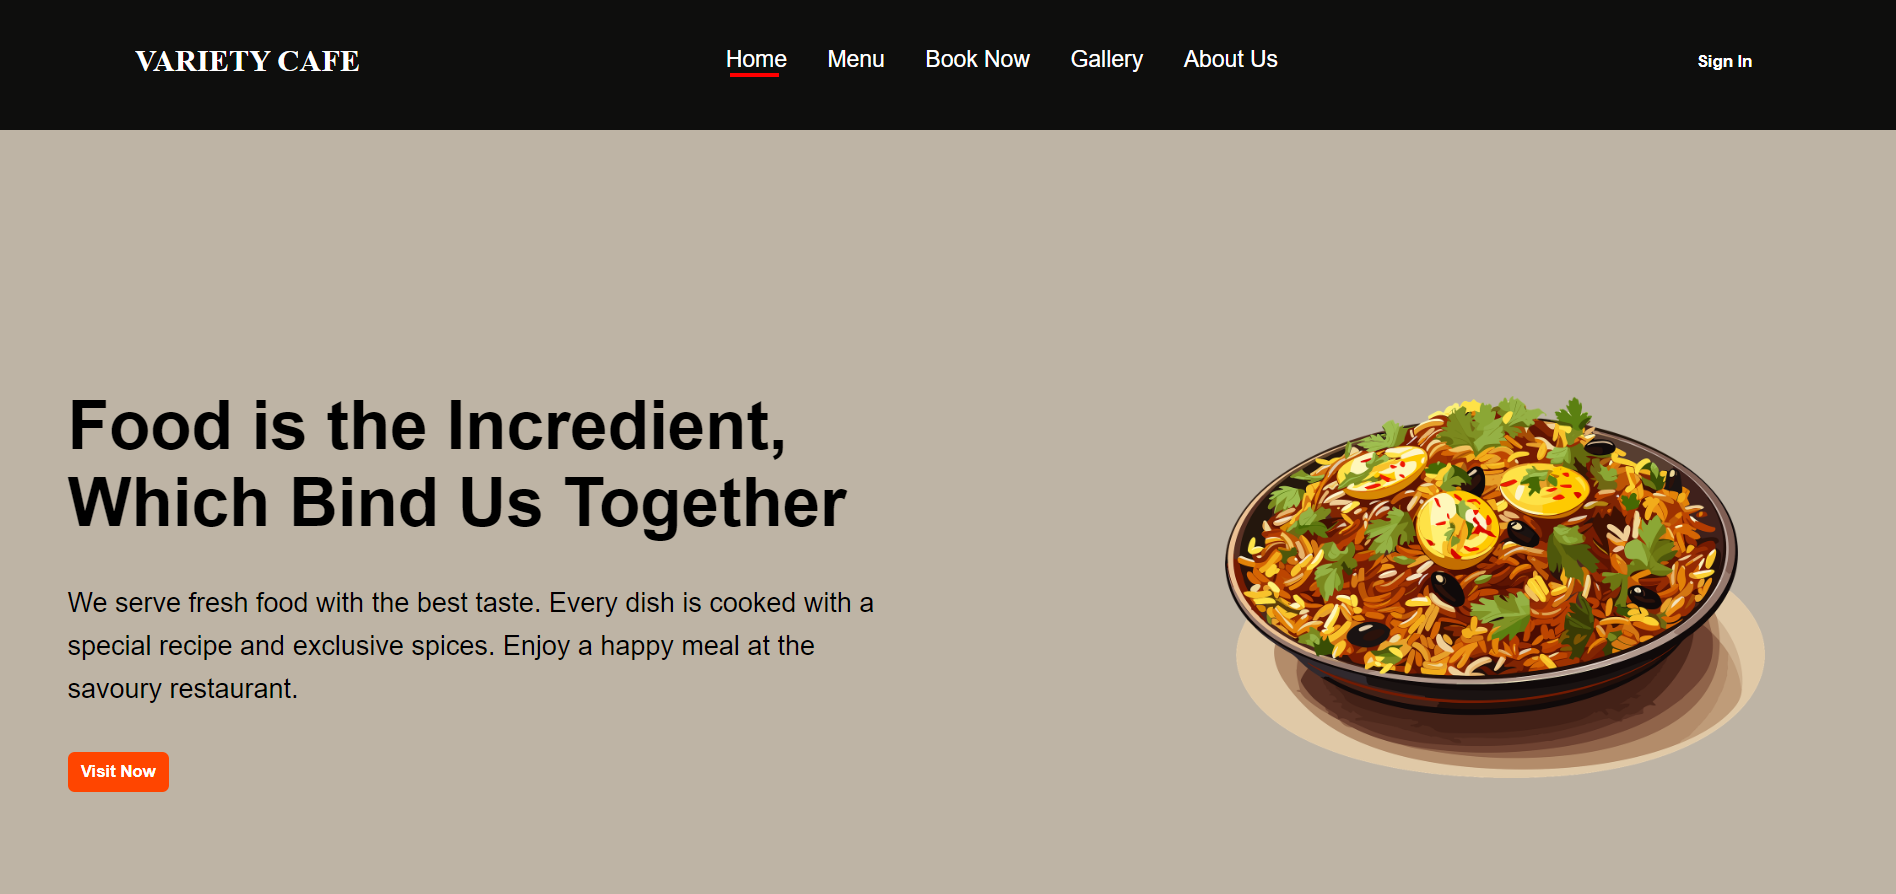 VARIETY CAFE
Home Menu Book Now Gallery About Us
Sign In
Food is the Incredient,
Which Bind Us Together
We serve fresh food with the best taste. Every dish is cooked with a
special recipe and exclusive spices. Enjoy a happy meal at the
savoury restaurant.
Visit Now